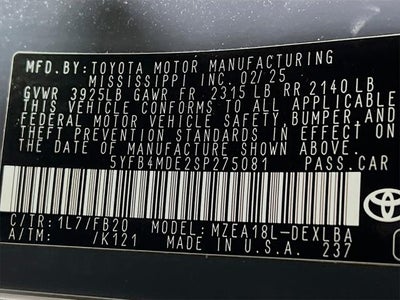 MFD.BY: TOYOTA MOTOR MANUFACTURING
MISSISSIPPI INC. 02/25
GVWR 3925LB GAWR FR 2315 LB RR 2140 LB
THIS VEHICLE CONFORMS TO ALL APPLICABLE
FEDERAL MOTOR VEHICLE SAFETY, BUMPER, AND
THEFT PREVENTION STANDARDS IN EFFECT ON
THE DATE OF MANUFACTURE SHOWN ABOVE.
5YFB4MDE2SP275081 PASS.CAR
C/TR: 1L7/FB20 MODEL: MZEA18L-DEXLBA
A/TM: /K121 MADE IN U.S.A. 237